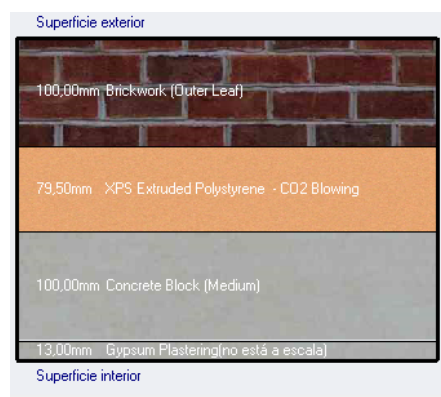 Superficie exterior
100,00mm Brickwork (Outer Leaf)
79,50mm XPS Extruded Polystyrene - CO2 Blowing
100,00mm Concrete Block (Medium)
13,00mm Gypsum Plastering(no está a escala)
Superficie interior